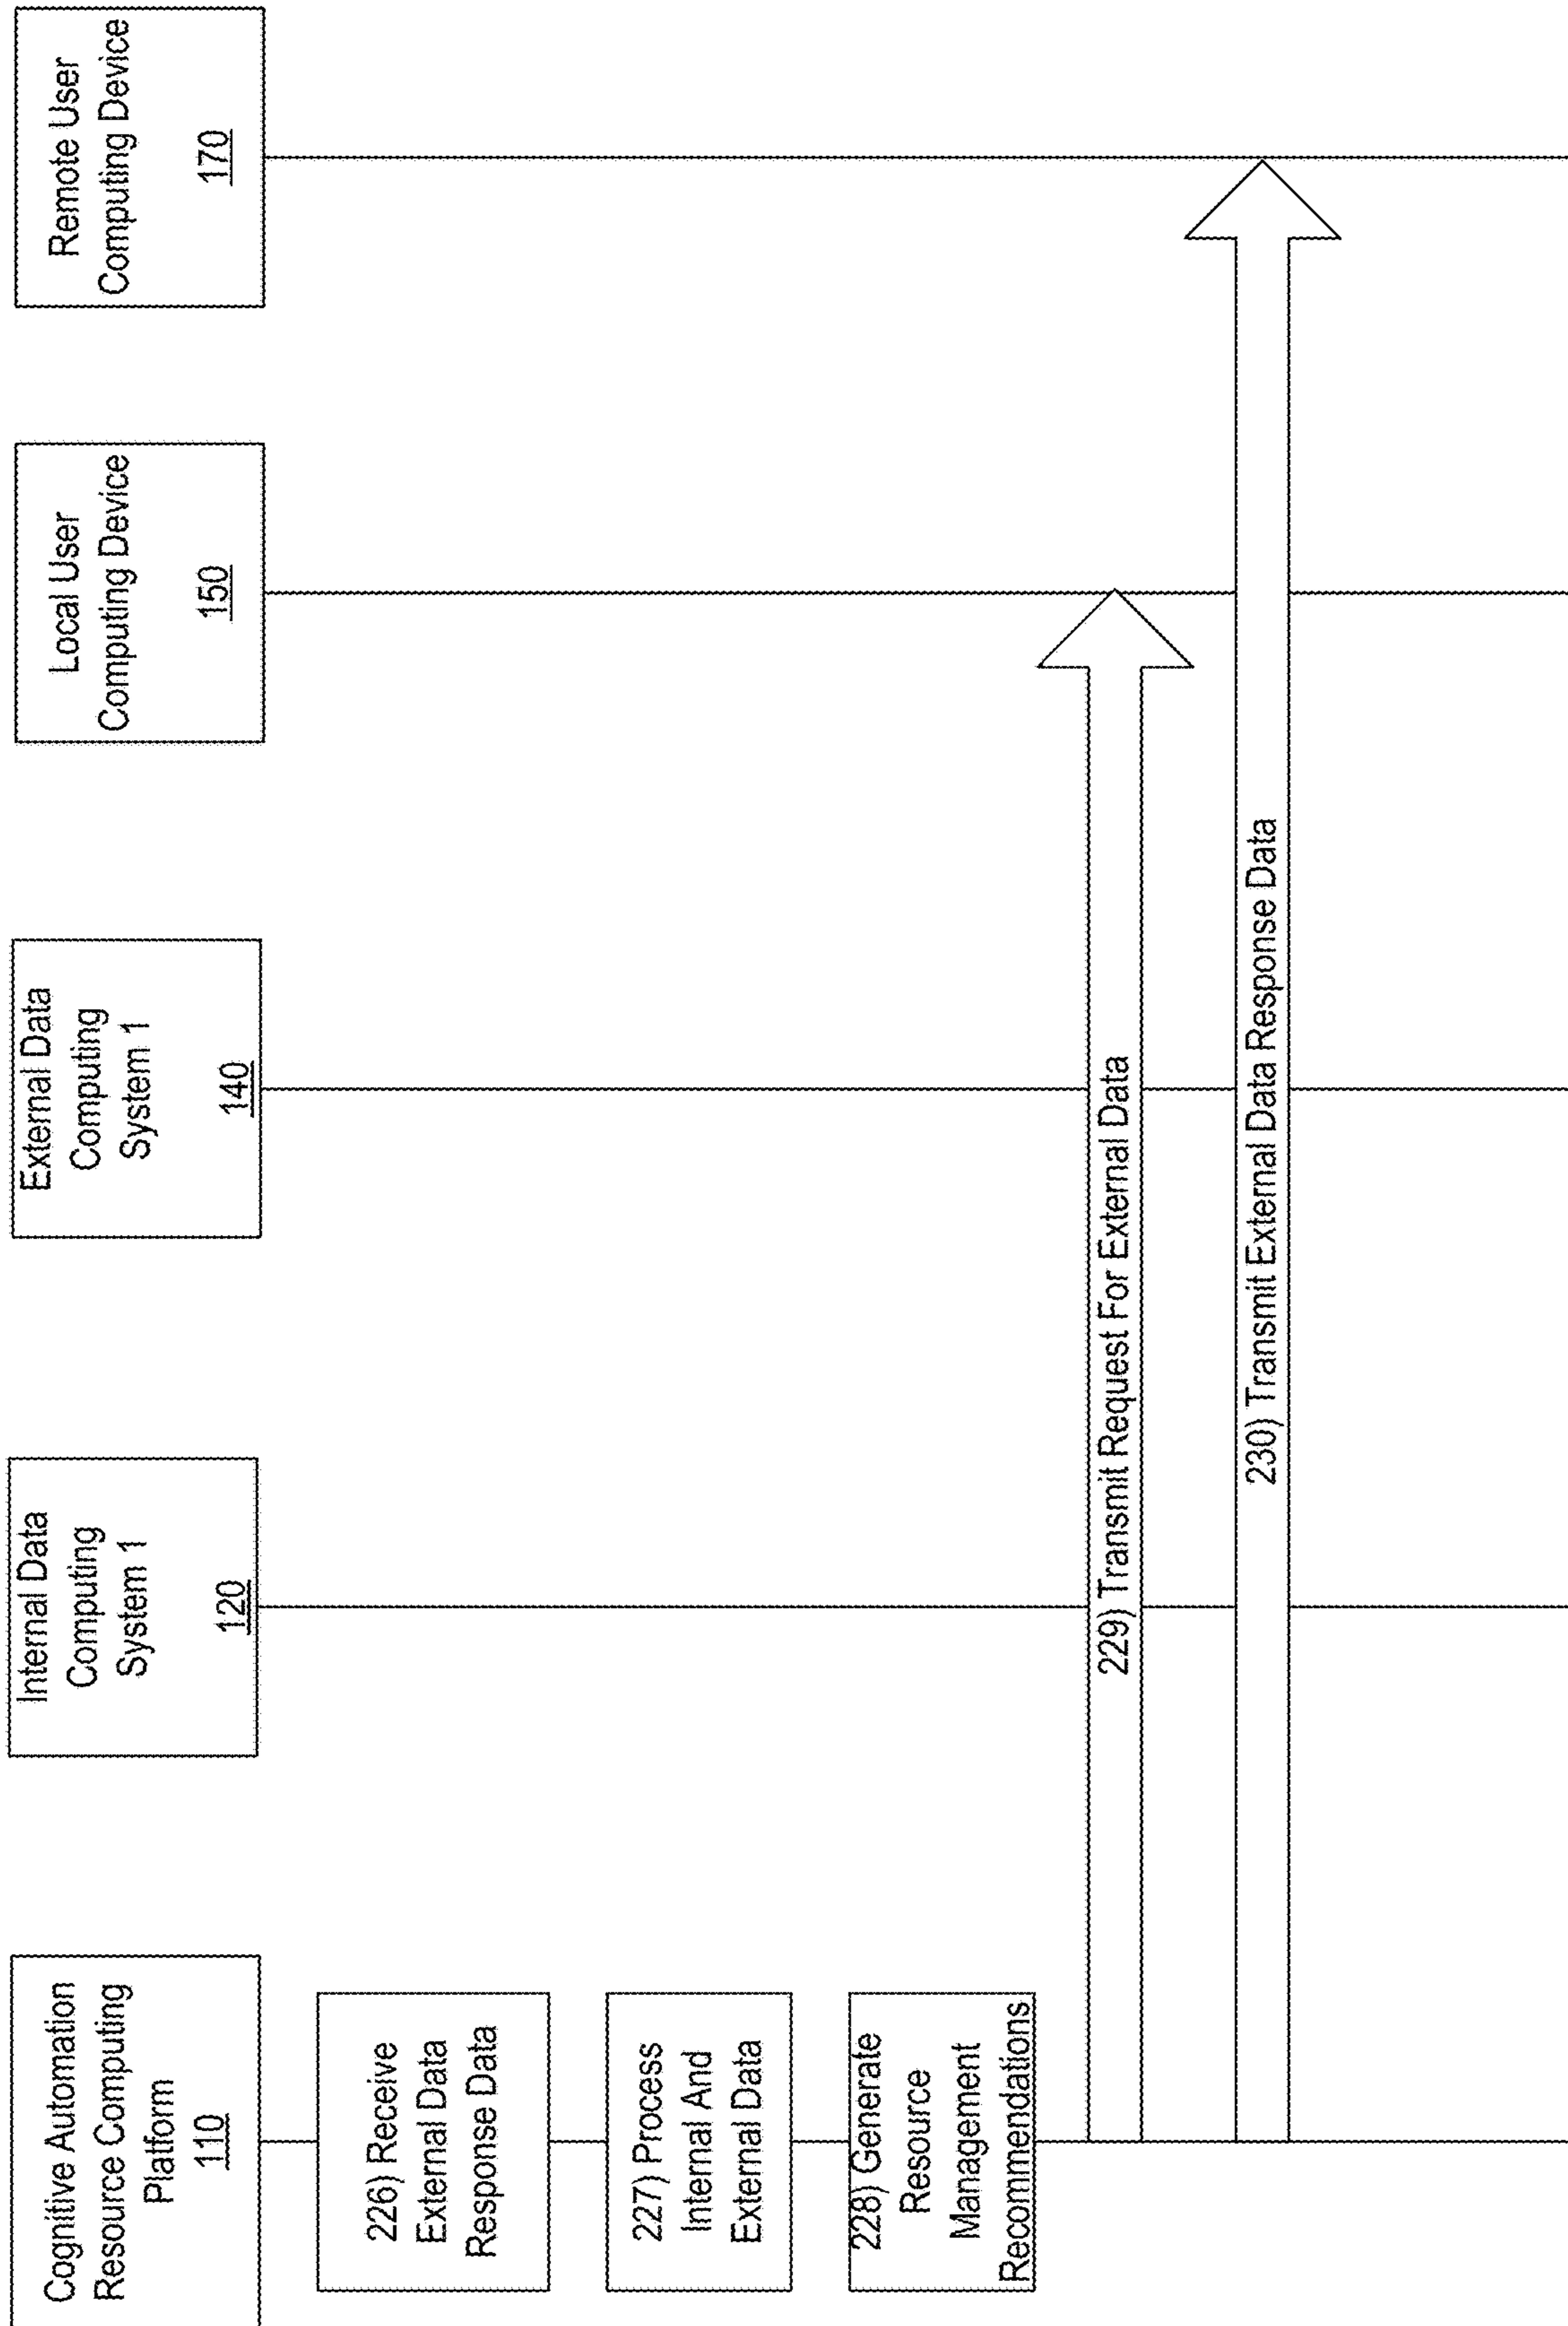 Cognitive Automation
Resource Computing
Platform
110
Internal Data
Computing
System 1
120
External Data
Computing
System 1
140
Local User
Computing Device
150
Remote User
Computing Device
170
226) Receive
External Data
Response Data
227) Process
Internal And
External Data
228) Generate
Resource
Management
Recommendations
229) Transmit Request For External Data
230) Transmit External Data Response Data